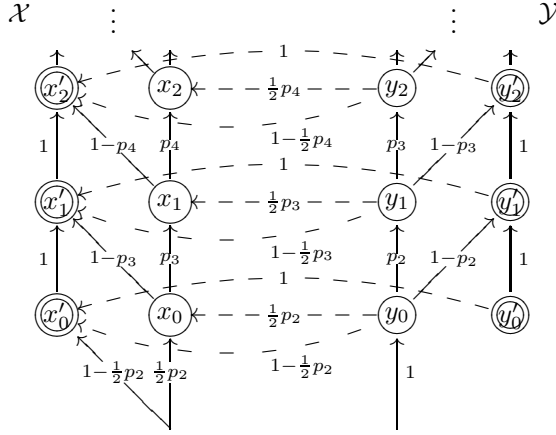 𝒳 ⋮ ⋮ 𝒴
1
x′₂ x₂ ½p₄ y₂ y′₂
1 1−p₄ p₄ 1−½p₄ p₃ 1−p₃ 1
1
x′₁ x₁ ½p₃ y₁ y′₁
1 1−p₃ p₃ 1−½p₃ p₂ 1−p₂ 1
1
x′₀ x₀ ½p₂ y₀ y′₀
1−½p₂ ½p₂ 1−½p₂ 1